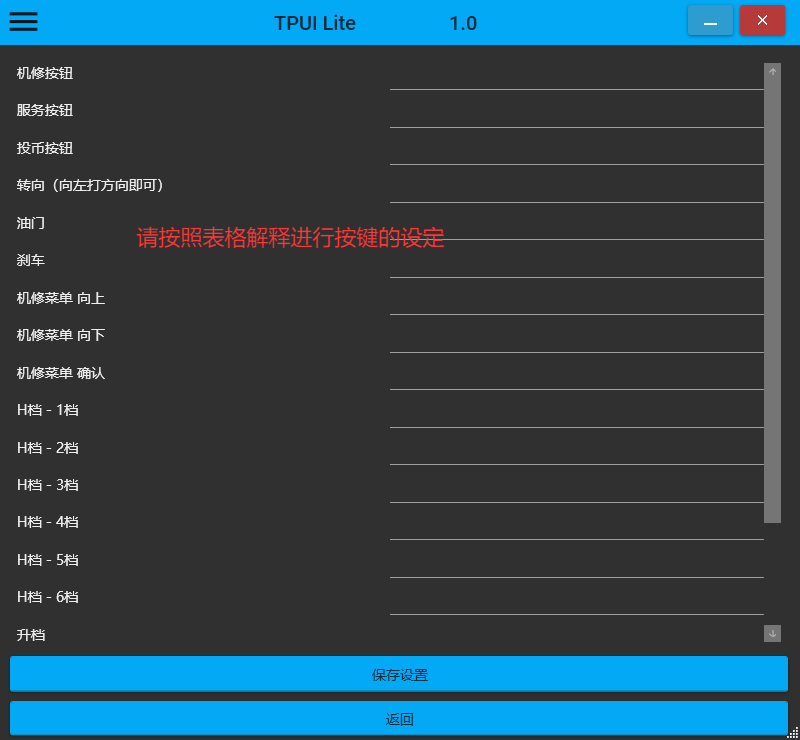 TPUI Lite 1.0
机修按钮
服务按钮
投币按钮
转向（向左打方向即可）
油门
请按照表格解释进行按键的设定
刹车
机修菜单 向上
机修菜单 向下
机修菜单 确认
H档 - 1档
H档 - 2档
H档 - 3档
H档 - 4档
H档 - 5档
H档 - 6档
升档
保存设置
返回